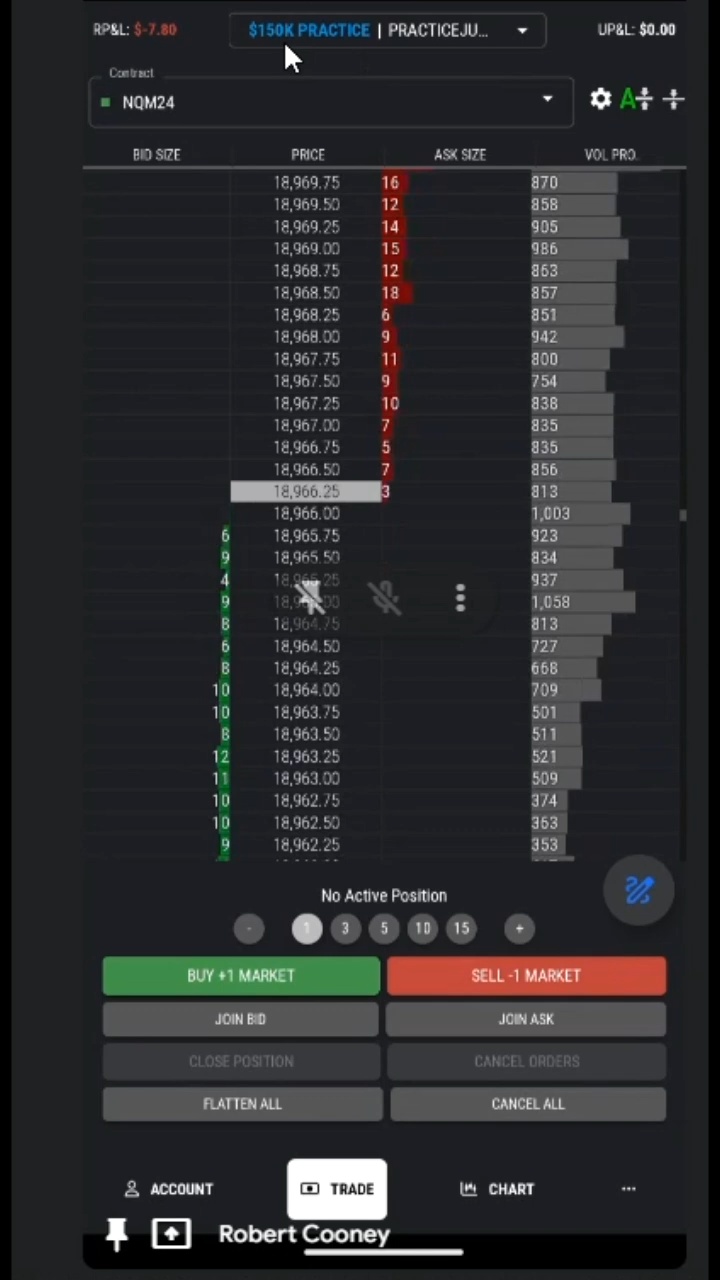 RP&L: $-7.80 $150K PRACTICE | PRACTICEJU... UP&L: $0.00
Contract
NQM24
BID SIZE PRICE ASK SIZE VOL PRO.
18,969.75 16 870
18,969.50 12 858
18,969.25 14 905
18,969.00 15 986
18,968.75 12 863
18,968.50 18 857
18,968.25 6 851
18,968.00 9 942
18,967.75 11 800
18,967.50 9 754
18,967.25 10 838
18,967.00 7 835
18,966.75 5 835
18,966.50 7 856
18,966.25 3 813
18,966.00 1,003
6 18,965.75 923
9 18,965.50 834
4 18,965.25 937
9 1,058
8 18,964.75 813
6 18,964.50 727
8 18,964.25 668
10 18,964.00 709
10 18,963.75 501
8 18,963.50 511
12 18,963.25 521
11 18,963.00 509
10 18,962.75 374
10 18,962.50 363
9 18,962.25 353
No Active Position
- 1 3 5 10 15 +
BUY +1 MARKET SELL -1 MARKET
JOIN BID JOIN ASK
CLOSE POSITION CANCEL ORDERS
FLATTEN ALL CANCEL ALL
ACCOUNT TRADE CHART ...
Robert Cooney